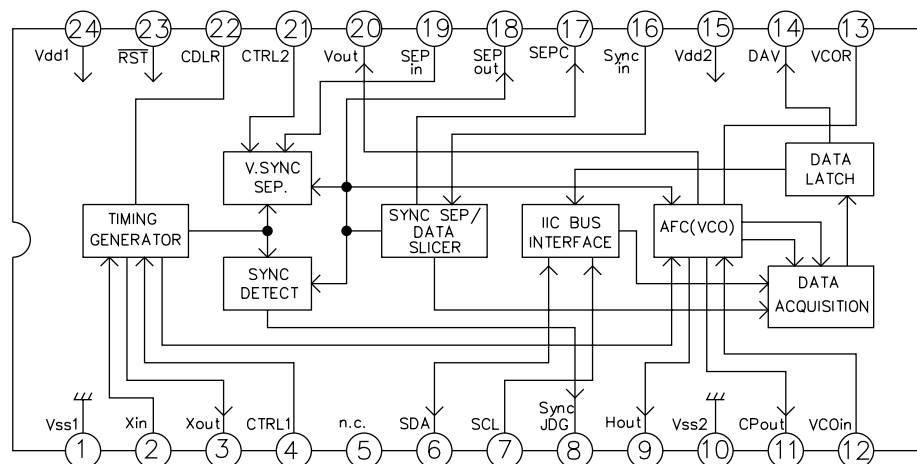 24 23 22 21 20 19 18 17 16 15 14 13
Vdd1 RST CDLR CTRL2 Vout SEP in SEP out SEPC Sync in Vdd2 DAV VCOR
V.SYNC
SEP.
DATA
LATCH
TIMING
GENERATOR
SYNC SEP/
DATA
SLICER
IIC BUS
INTERFACE
AFC(VCO)
SYNC
DETECT
DATA
ACQUISITION
Vss1 Xin Xout CTRL1 n.c. SDA SCL Sync JDG Hout Vss2 CPout VCOin
1 2 3 4 5 6 7 8 9 10 11 12